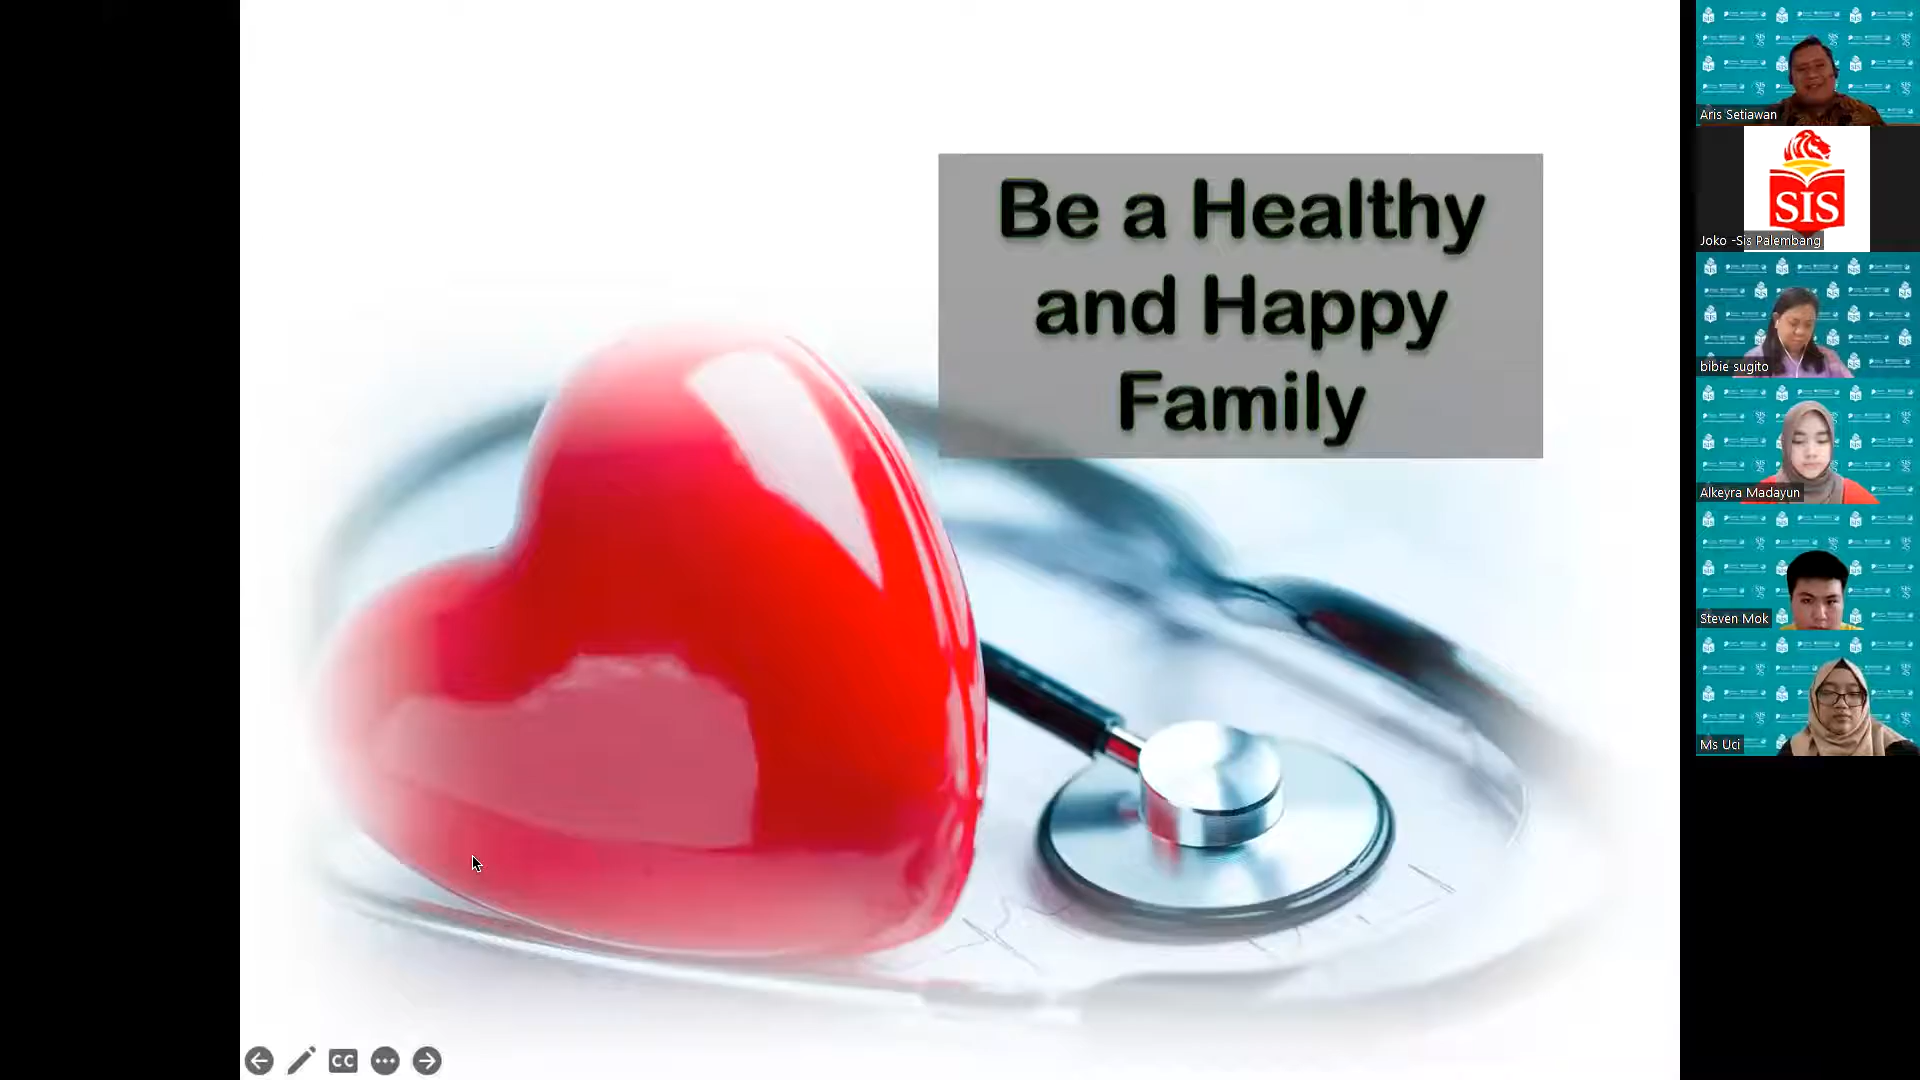 Be a Healthy
and Happy
Family
Aris Setiawan
SIS
Joko -Sis Palembang
bibie sugito
Alkeyra Madayun
Steven Mok
Ms Uci
CC